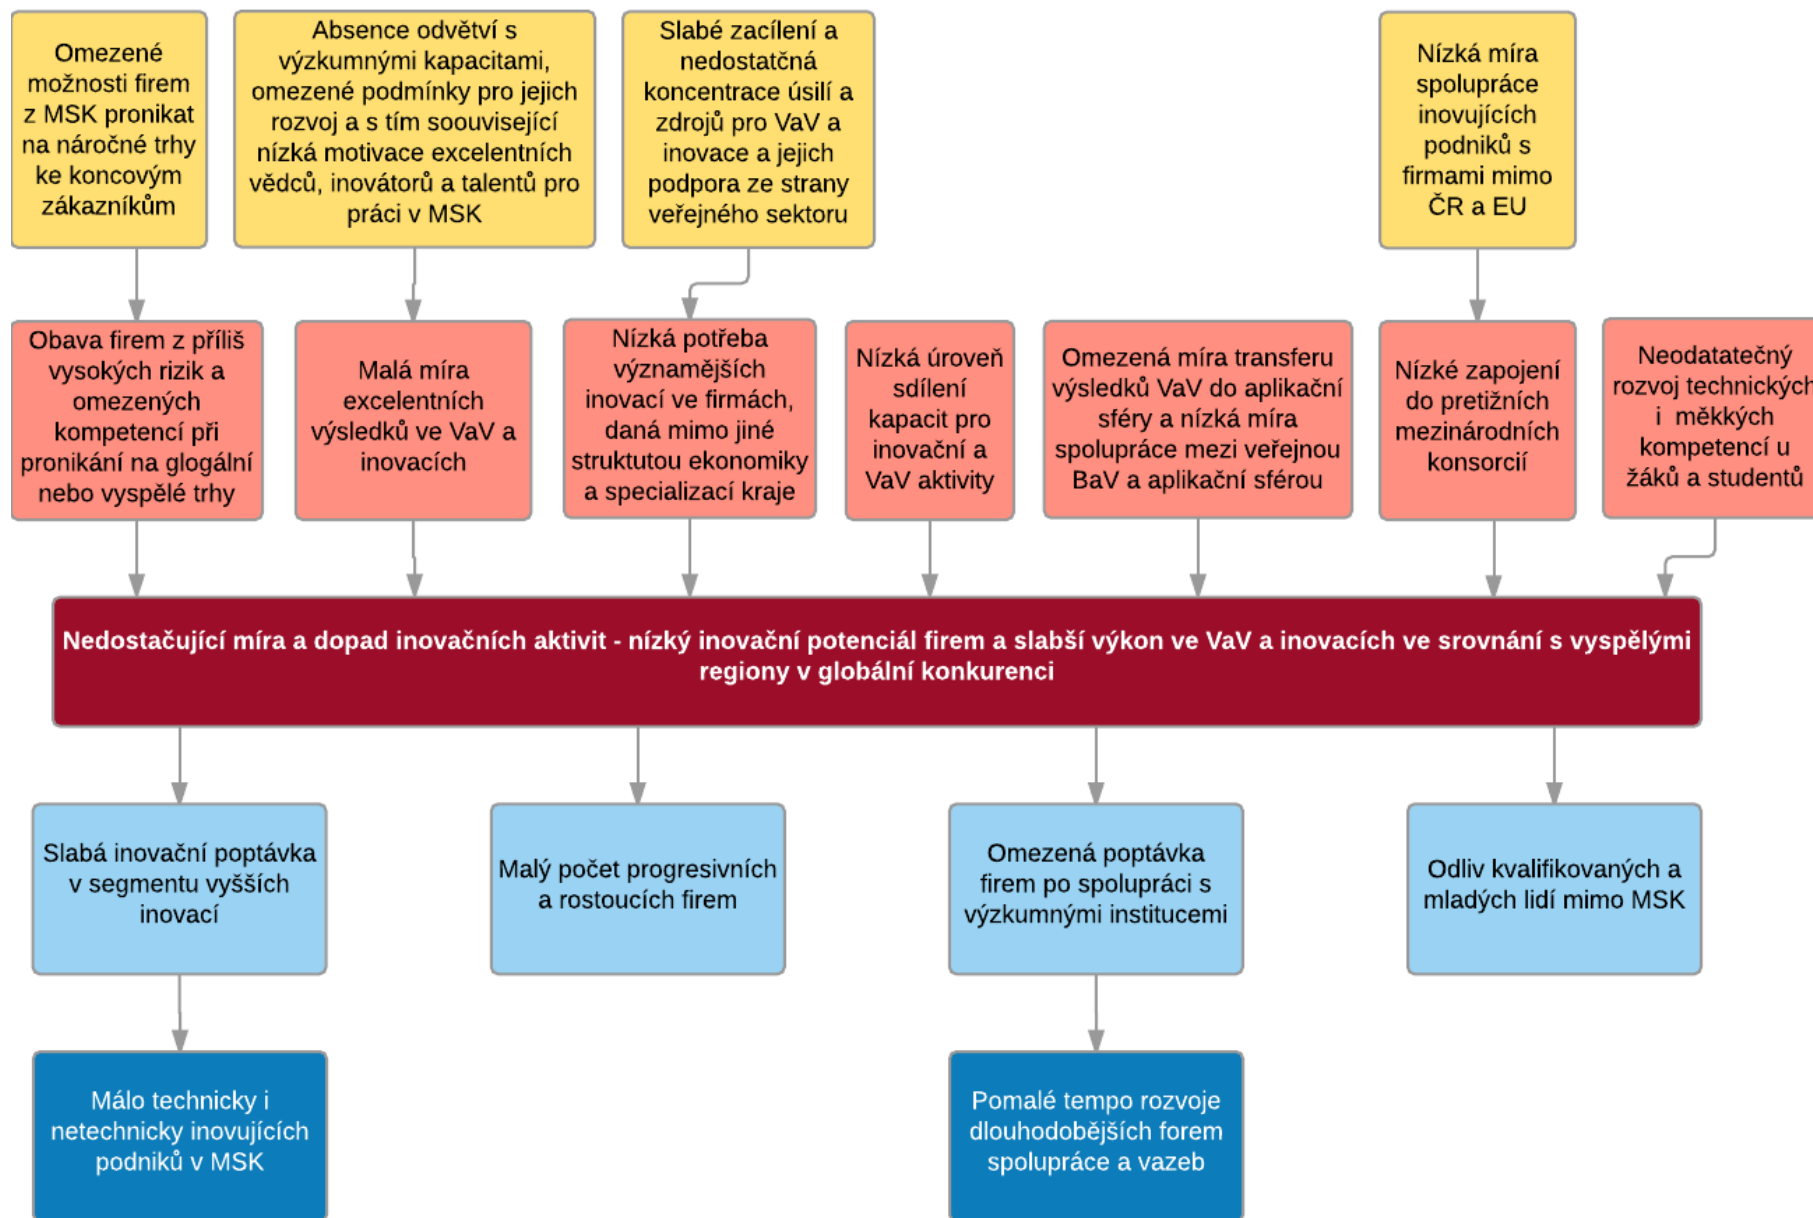 Omezené
možnosti firem
z MSK pronikat
na náročné trhy
ke koncovým
zákazníkům
Absence odvětví s
výzkumnými kapacitami,
omezené podmínky pro jejich
rozvoj a s tím soouvisející
nízká motivace excelentních
vědců, inovátorů a talentů pro
práci v MSK
Slabé zacílení a
nedostatčná
koncentrace úsilí a
zdrojů pro VaV a
inovace a jejich
podpora ze strany
veřejného sektoru
Nízká míra
spolupráce
inovujících
podniků s
firmami mimo
ČR a EU
Obava firem z příliš
vysokých rizik a
omezených
kompetencí při
pronikání na glogální
nebo vyspělé trhy
Malá míra
excelentních
výsledků ve VaV a
inovacích
Nízká potřeba
významějších
inovací ve firmách,
daná mimo jiné
struktutou ekonomiky
a specializací kraje
Nízká úroveň
sdílení
kapacit pro
inovační a
VaV aktivity
Omezená míra transferu
výsledků VaV do aplikační
sféry a nízká míra
spolupráce mezi veřejnou
BaV a aplikační sférou
Nízké zapojení
do pretižních
mezinárodních
konsorcií
Neodatatečný
rozvoj technických
i měkkých
kompetencí u
žáků a studentů
Nedostačující míra a dopad inovačních aktivit - nízký inovační potenciál firem a slabší výkon ve VaV a inovacích ve srovnání s vyspělými
regiony v globální konkurenci
Slabá inovační poptávka
v segmentu vyšších
inovací
Malý počet progresivních
a rostoucích firem
Omezená poptávka
firem po spolupráci s
výzkumnými institucemi
Odliv kvalifikovaných a
mladých lidí mimo MSK
Málo technicky i
netechnicky inovujících
podniků v MSK
Pomalé tempo rozvoje
dlouhodobějších forem
spolupráce a vazeb